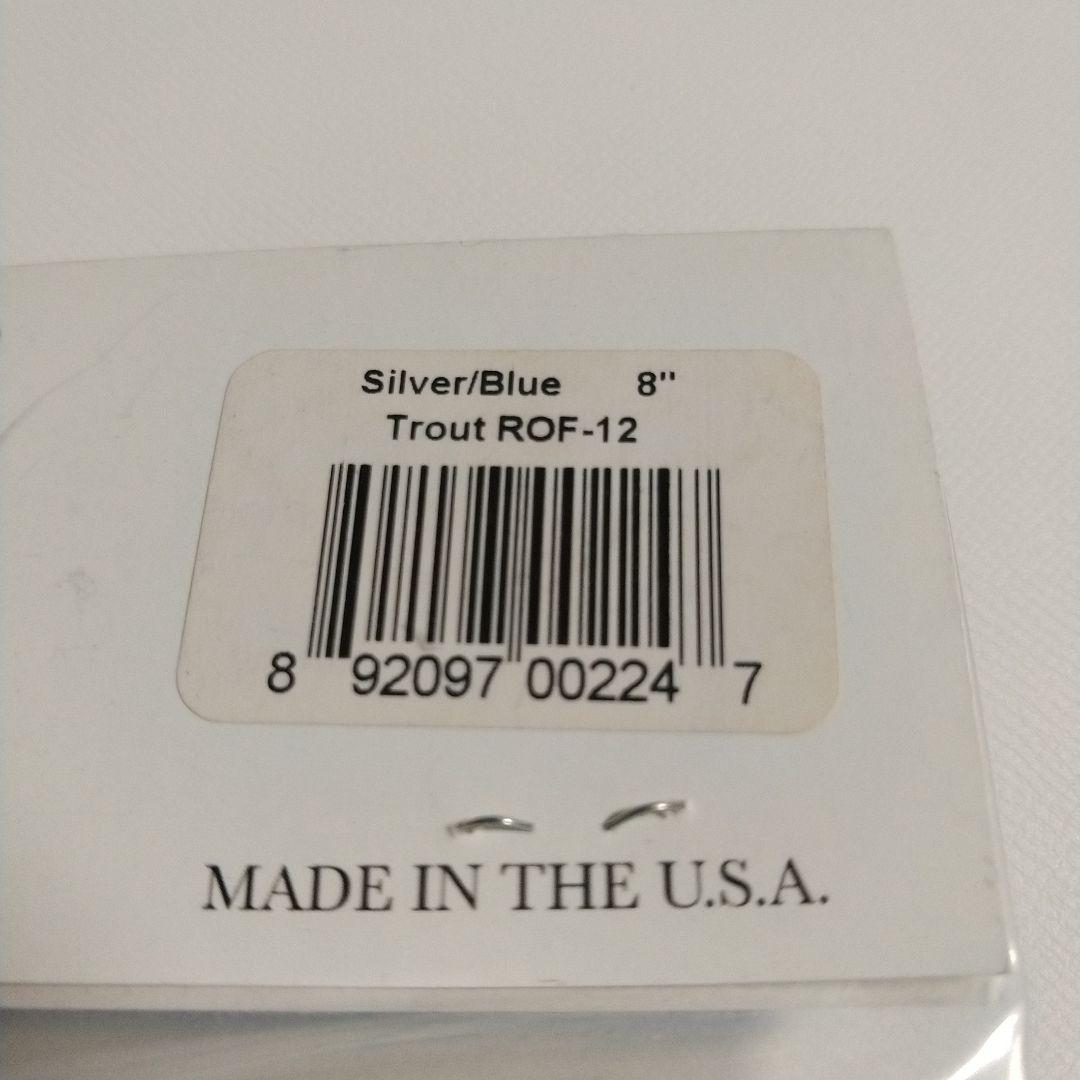 Silver/Blue 8"
Trout ROF-12
8 92097 00224 7
MADE IN THE U.S.A.